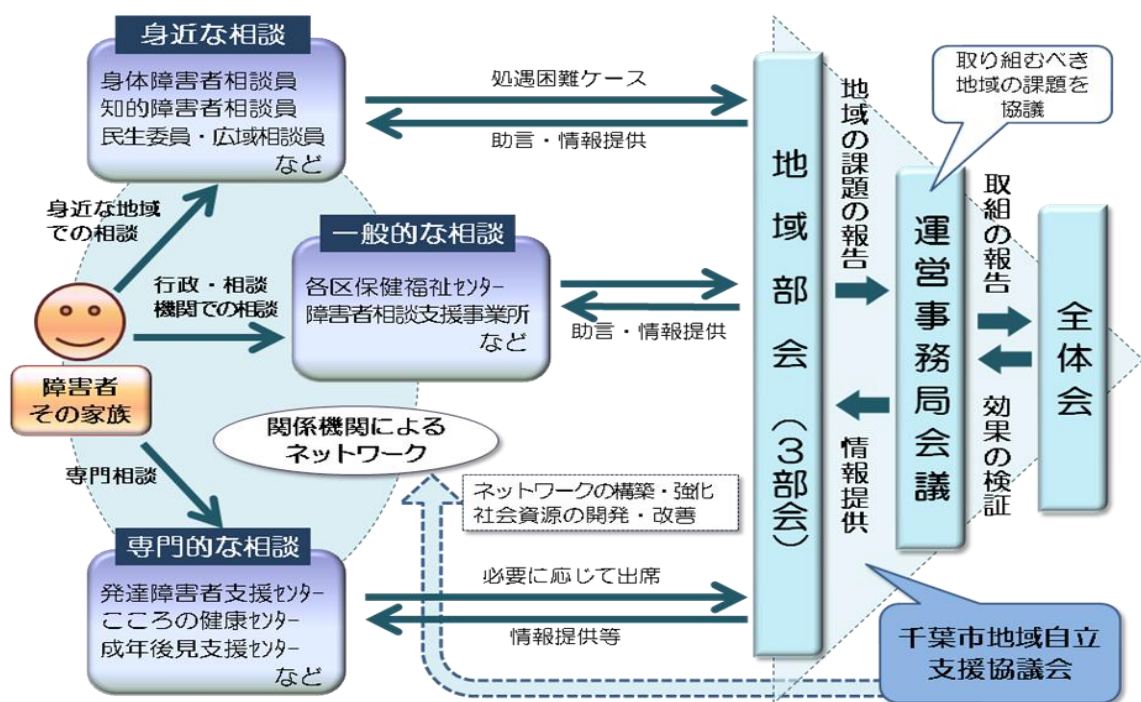 身近な相談
身体障害者相談員
知的障害者相談員
民生委員・広域相談員
など
身近な地域
での相談
行政・相談
機関での相談
障害者
その家族
専門相談
一般的な相談
各区保健福祉センター
障害者相談支援事業所
など
関係機関による
ネットワーク
専門的な相談
発達障害者支援センター
こころの健康センター
成年後見支援センター
など
処遇困難ケース
助言・情報提供
助言・情報提供
ネットワークの構築・強化
社会資源の開発・改善
必要に応じて出席
情報提供等
地域部会（３部会）
地域の課題の報告
情報提供
取り組むべき
地域の課題を
協議
運営事務局会議
取組の報告
効果の検証
全体会
千葉市地域自立
支援協議会